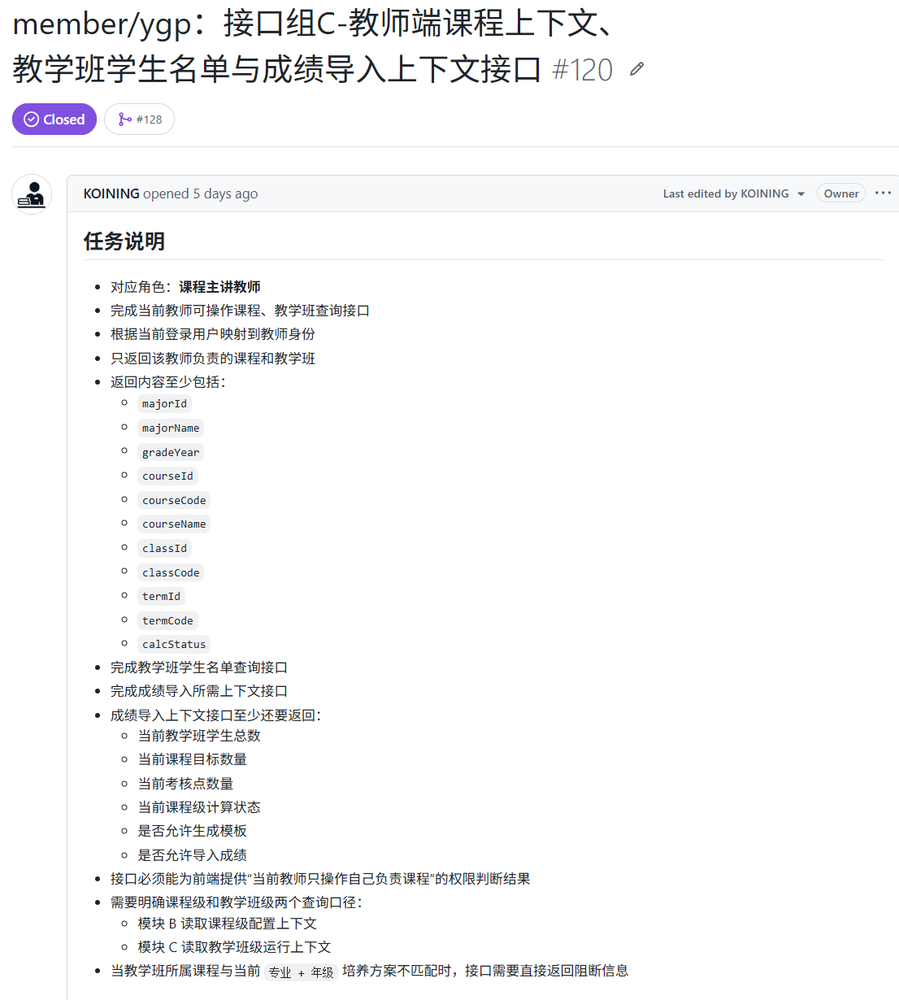 member/ygp：接口组C-教师端课程上下文、
教学班学生名单与成绩导入上下文接口 #120
Closed #128
KOINING opened 5 days ago Last edited by KOINING Owner
任务说明
对应角色：课程主讲教师
完成当前教师可操作课程、教学班查询接口
根据当前登录用户映射到教师身份
只返回该教师负责的课程和教学班
返回内容至少包括：
majorId
majorName
gradeYear
courseId
courseCode
courseName
classId
classCode
termId
termCode
calcStatus
完成教学班学生名单查询接口
完成成绩导入所需上下文接口
成绩导入上下文接口至少还要返回：
当前教学班学生总数
当前课程目标数量
当前考核点数量
当前课程级计算状态
是否允许生成模板
是否允许导入成绩
接口必须能为前端提供“当前教师只操作自己负责课程”的权限判断结果
需要明确课程级和教学班级两个查询口径：
模块 B 读取课程级配置上下文
模块 C 读取教学班级运行上下文
当教学班所属课程与当前 专业 + 年级 培养方案不匹配时，接口需要直接返回阻断信息